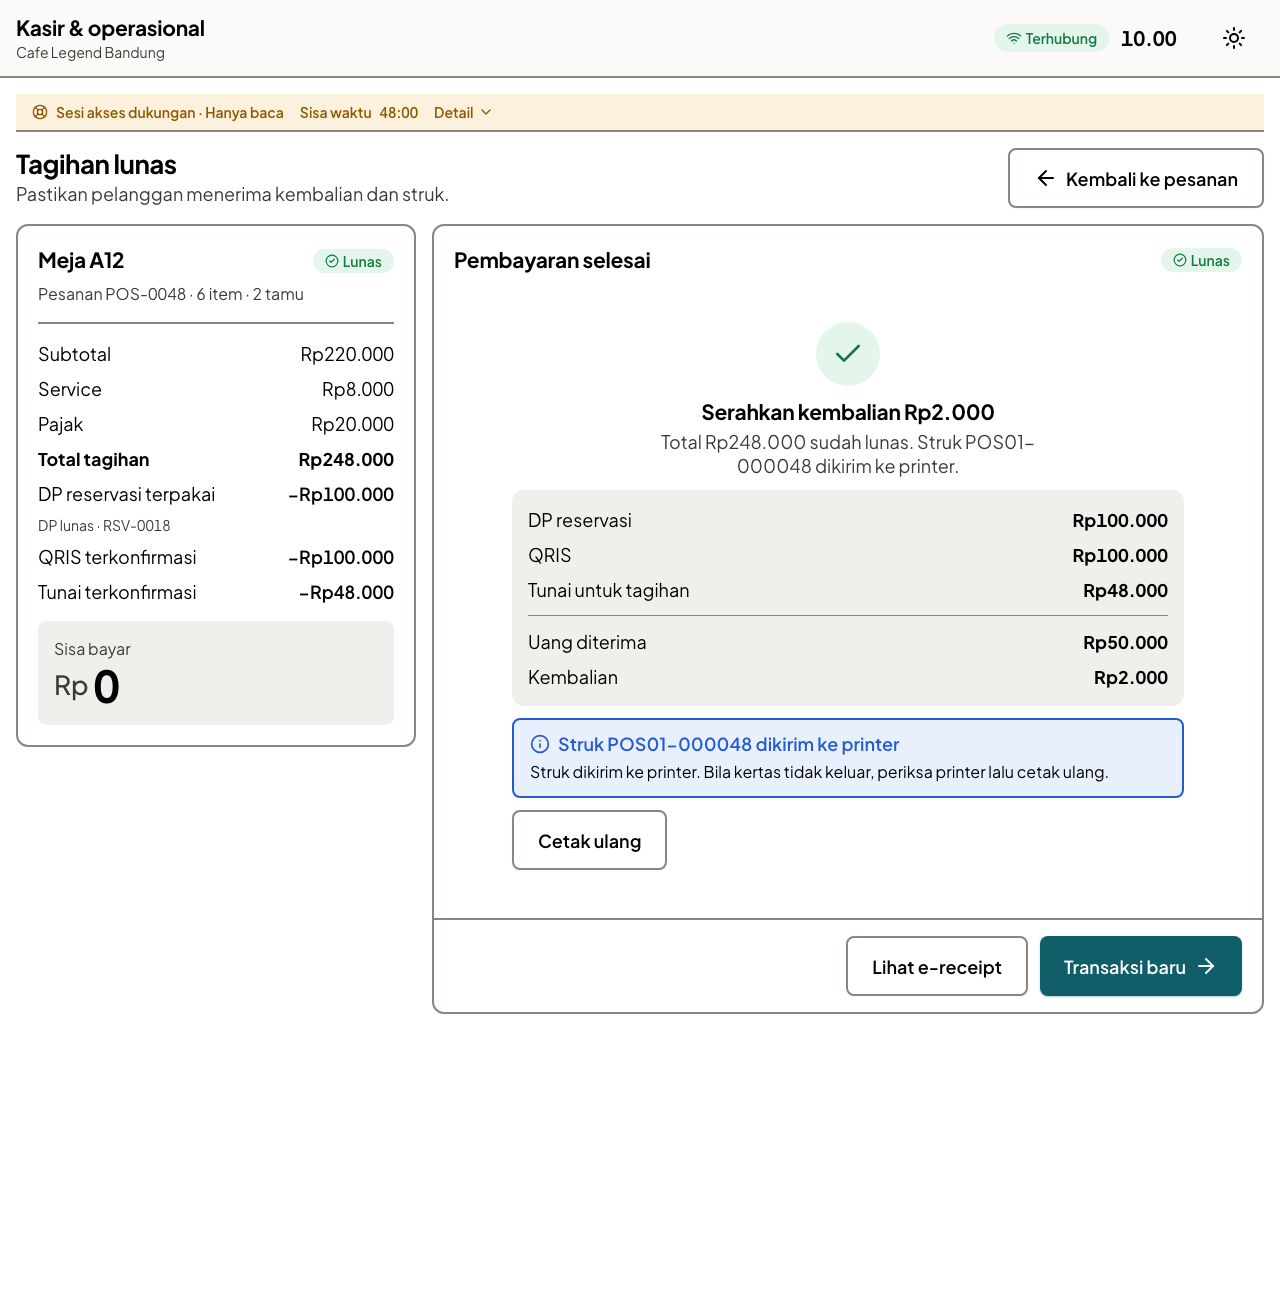 Kasir & operasional
Cafe Legend Bandung
Terhubung
10.00
Sesi akses dukungan · Hanya baca Sisa waktu 48:00 Detail
Tagihan lunas
Pastikan pelanggan menerima kembalian dan struk.
Kembali ke pesanan
Meja A12
Lunas
Pesanan POS-0048 · 6 item · 2 tamu
Subtotal Rp220.000
Service Rp8.000
Pajak Rp20.000
Total tagihan Rp248.000
DP reservasi terpakai −Rp100.000
DP lunas · RSV-0018
QRIS terkonfirmasi −Rp100.000
Tunai terkonfirmasi −Rp48.000
Sisa bayar
Rp 0
Pembayaran selesai
Lunas
Serahkan kembalian Rp2.000
Total Rp248.000 sudah lunas. Struk POS01-
000048 dikirim ke printer.
DP reservasi Rp100.000
QRIS Rp100.000
Tunai untuk tagihan Rp48.000
Uang diterima Rp50.000
Kembalian Rp2.000
Struk POS01-000048 dikirim ke printer
Struk dikirim ke printer. Bila kertas tidak keluar, periksa printer lalu cetak ulang.
Cetak ulang
Lihat e-receipt
Transaksi baru